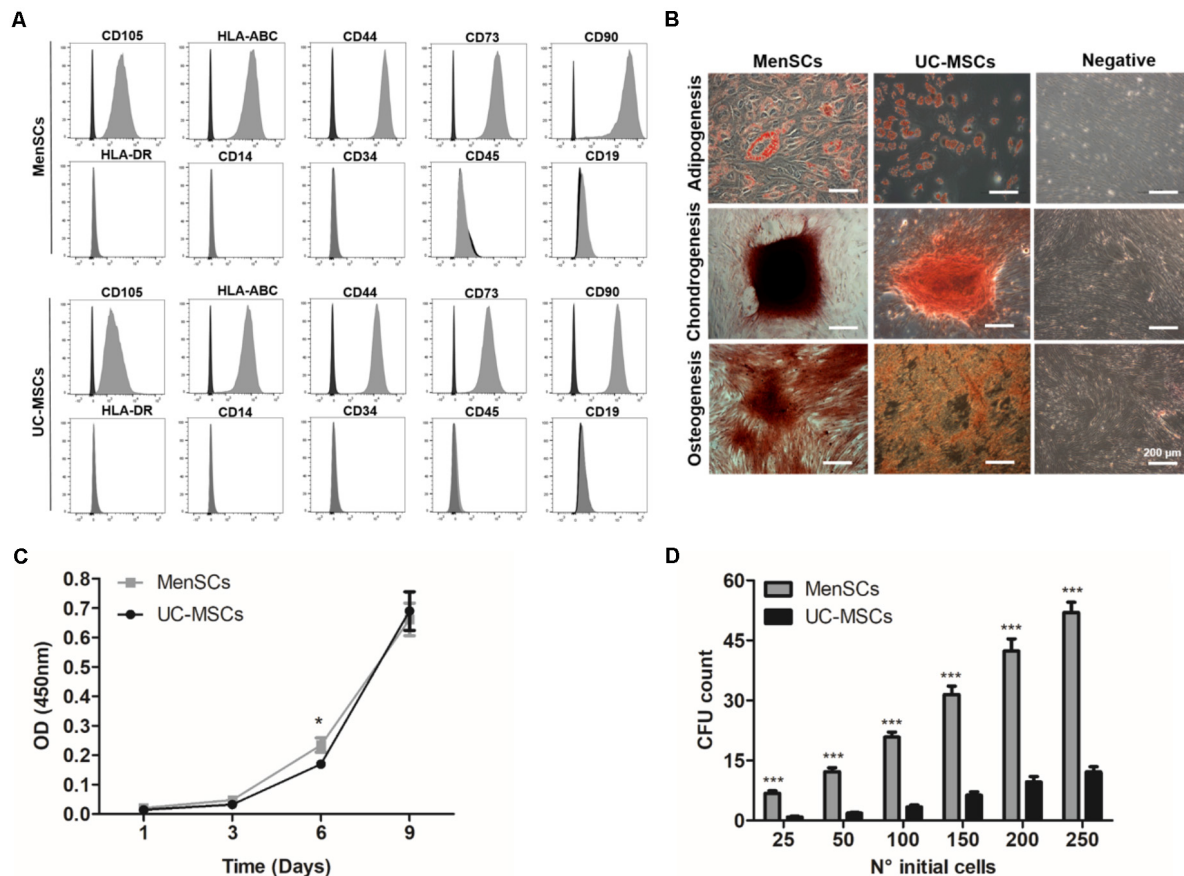 A
CD105 HLA-ABC CD44 CD73 CD90
MenSCs
HLA-DR CD14 CD34 CD45 CD19
CD105 HLA-ABC CD44 CD73 CD90
UC-MSCs
HLA-DR CD14 CD34 CD45 CD19
B
MenSCs UC-MSCs Negative
Adipogenesis
Chondrogenesis
Osteogenesis
200 µm
C
MenSCs
UC-MSCs
OD (450nm)
0.8
0.7
0.6
0.5
0.4
0.3
0.2
0.1
0.0
*
1 3 6 9
Time (Days)
D
MenSCs
UC-MSCs
CFU count
60
45
30
15
0
*** *** *** *** *** ***
25 50 100 150 200 250
N° initial cells